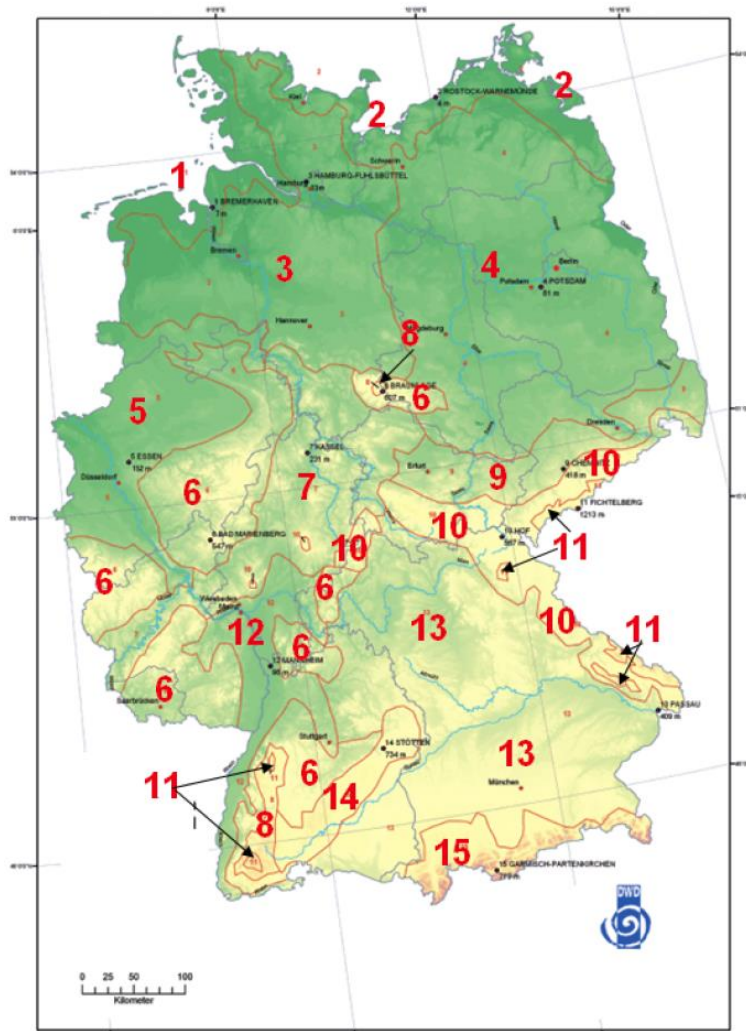 2
Kiel
2 ROSTOCK-WARNEMÜNDE
4 m
2
2
Schwerin
1
Hamburg
3 HAMBURG-FUHLSBÜTTEL
13m
1 BREMERHAVEN
7 m
Bremen
3
4
Berlin
Potsdam
4 POTSDAM
81 m
Hannover
8
Magdeburg
8 BRAUNLAGE
607 m
6
5
Dresden
5 ESSEN
152 m
Düsseldorf
7 KASSEL
231 m
Erfurt
9
9 CHEMNITZ
418 m
10
6
7
10
11 FICHTELBERG
1213 m
6 BAD MARIENBERG
547 m
10
10 HOF
567 m
11
6
6
Wiesbaden
Mainz
12
13
10
11
6
12 MANNHEIM
96 m
6
Saarbrücken
13 PASSAU
409 m
Stuttgart
14 STÖTTEN
734 m
13
11
6
14
München
8
15
15 GARMISCH-PARTENKIRCHEN
719 m
DWD
0 25 50 100
Kilometer